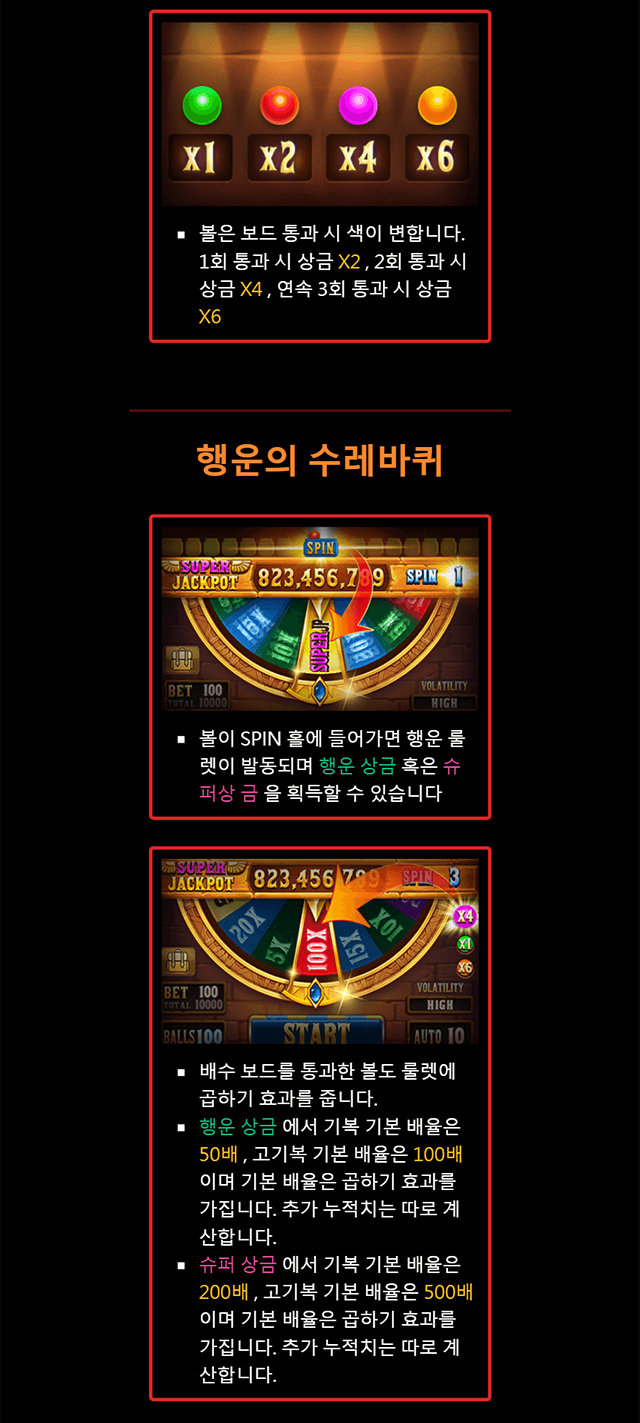 X1 X2 X4 X6
볼은 보드 통과 시 색이 변합니다.
1회 통과 시 상금 X2 , 2회 통과 시
상금 X4 , 연속 3회 통과 시 상금
X6
행운의 수레바퀴
SPIN
SUPER
JACKPOT 823,456,789 SPIN 1
15X 10X SUPER JP
BET 100
TOTAL 10000
VOLATILITY
HIGH
볼이 SPIN 홀에 들어가면 행운 룰
렛이 발동되며 행운 상금 혹은 슈
퍼상 금 을 획득할 수 있습니다
SUPER
JACKPOT 823,456,789 SPIN 3
X4
20X 5X 100X 15X 10X
X1
X6
BET 100
TOTAL 10000
VOLATILITY
HIGH
BALLS 100 START AUTO 10
배수 보드를 통과한 볼도 룰렛에
곱하기 효과를 줍니다.
행운 상금 에서 기복 기본 배율은
50배 , 고기복 기본 배율은 100배
이며 기본 배율은 곱하기 효과를
가집니다. 추가 누적치는 따로 계
산합니다.
슈퍼 상금 에서 기복 기본 배율은
200배 , 고기복 기본 배율은 500배
이며 기본 배율은 곱하기 효과를
가집니다. 추가 누적치는 따로 계
산합니다.